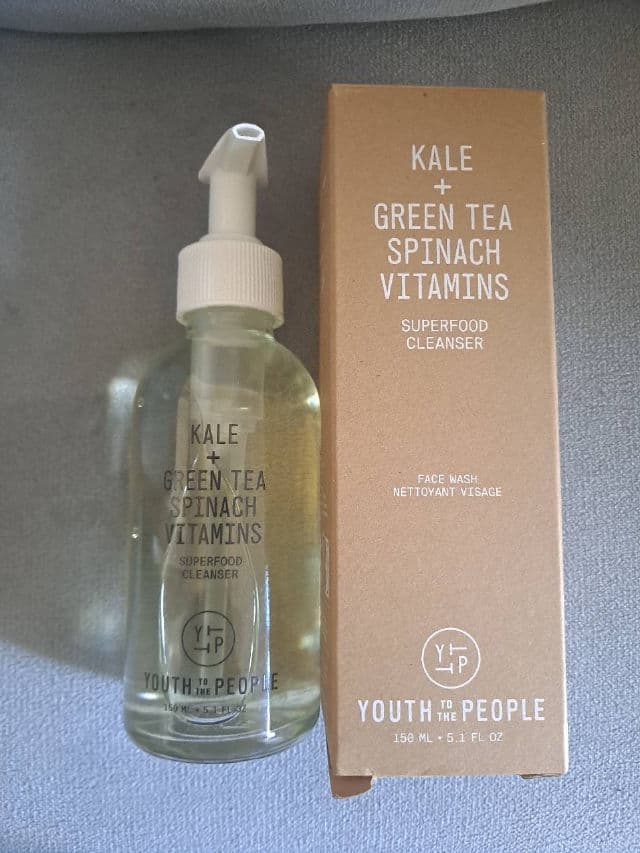 KALE
+
GREEN TEA
SPINACH
VITAMINS
SUPERFOOD
CLEANSER
YTTP
YOUTH TO THE PEOPLE
150 ML • 5.1 FL OZ
KALE
+
GREEN TEA
SPINACH
VITAMINS
SUPERFOOD
CLEANSER
FACE WASH
NETTOYANT VISAGE
YTTP
YOUTH TO THE PEOPLE
150 ML • 5.1 FL OZ